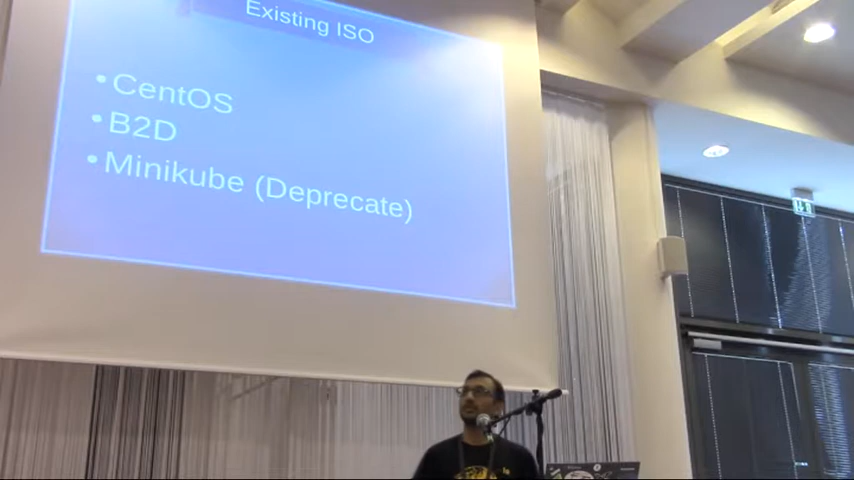 Existing ISO
•CentOS
•B2D
•Minikube (Deprecate)